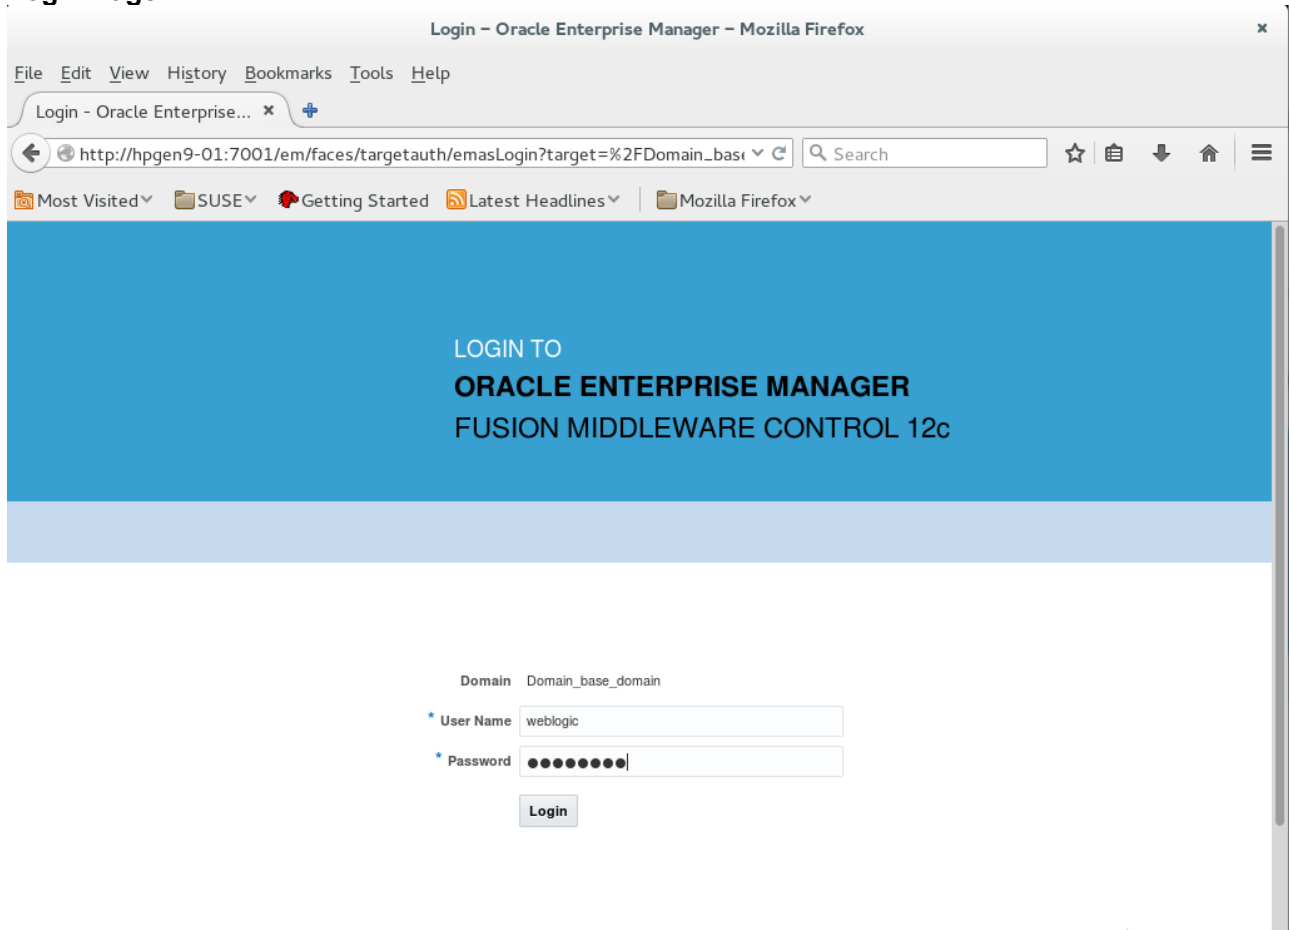 Login – Oracle Enterprise Manager – Mozilla Firefox
File Edit View History Bookmarks Tools Help
Login - Oracle Enterprise...
http://hpgen9-01:7001/em/faces/targetauth/emasLogin?target=%2FDomain_base
Search
Most Visited SUSE Getting Started Latest Headlines Mozilla Firefox
LOGIN TO
ORACLE ENTERPRISE MANAGER
FUSION MIDDLEWARE CONTROL 12c
Domain Domain_base_domain
* User Name weblogic
* Password ●●●●●●●●
Login